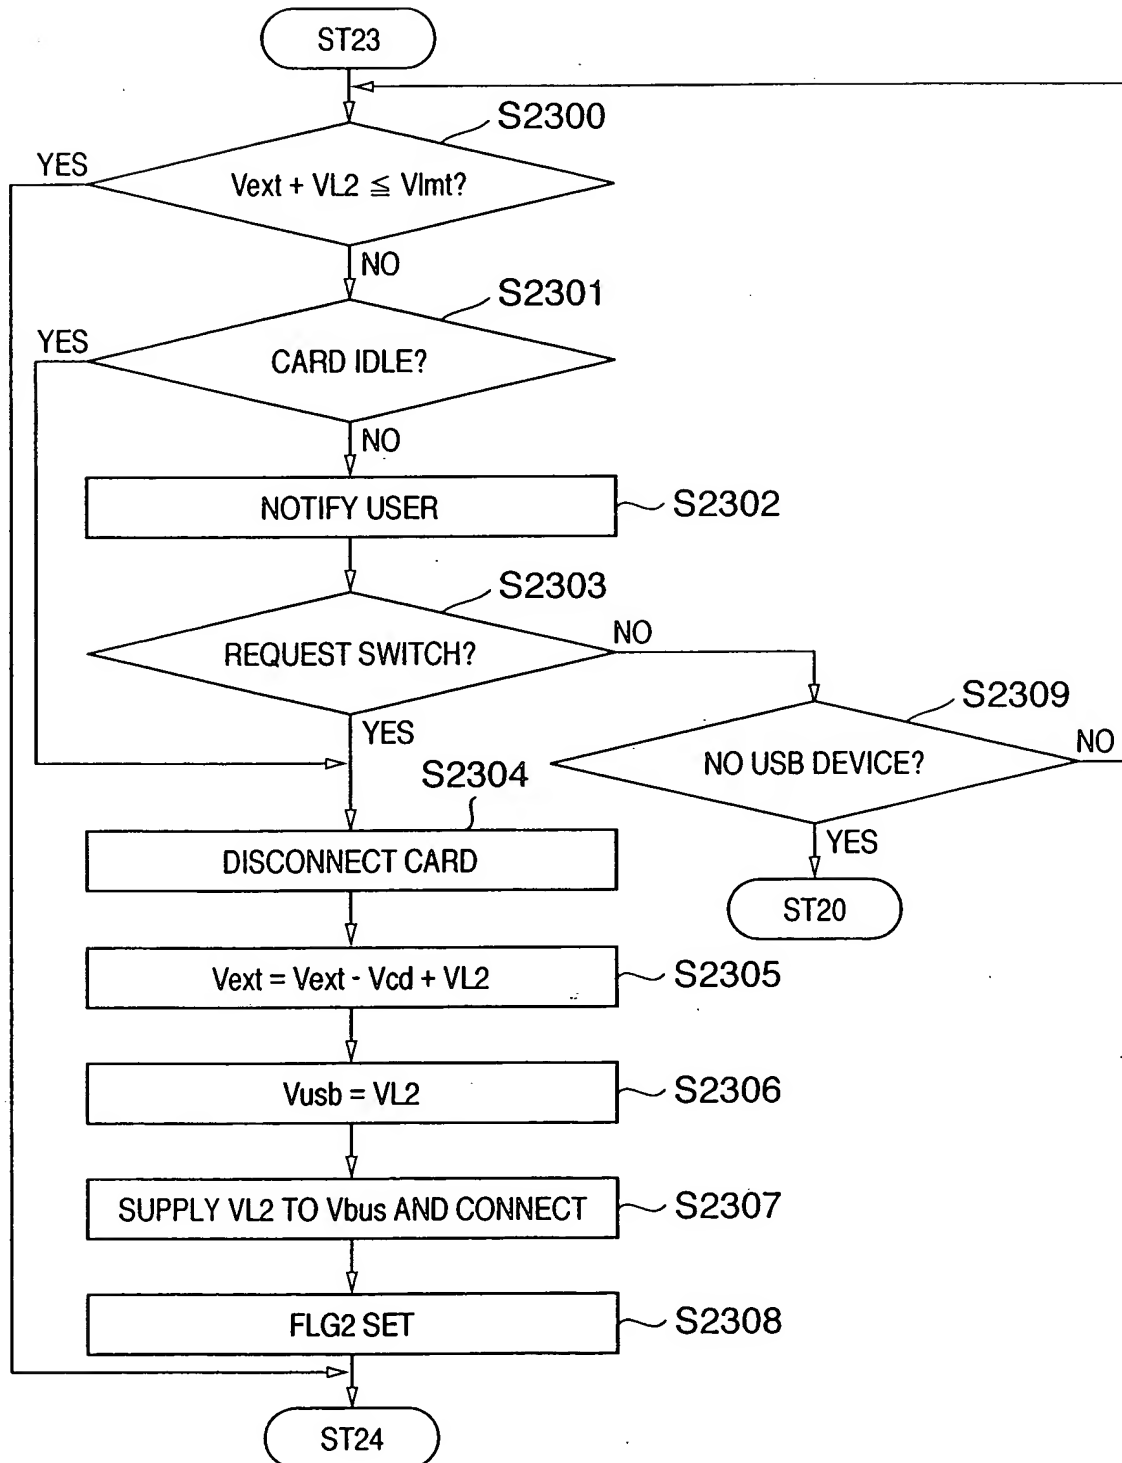 ST23
S2300
YES
Vext + VL2 ≦ Vlmt?
NO
S2301
YES
CARD IDLE?
NO
NOTIFY USER
S2302
S2303
REQUEST SWITCH?
NO
YES
S2309
NO USB DEVICE?
NO
YES
ST20
S2304
DISCONNECT CARD
Vext = Vext - Vcd + VL2
S2305
Vusb = VL2
S2306
SUPPLY VL2 TO Vbus AND CONNECT
S2307
FLG2 SET
S2308
ST24